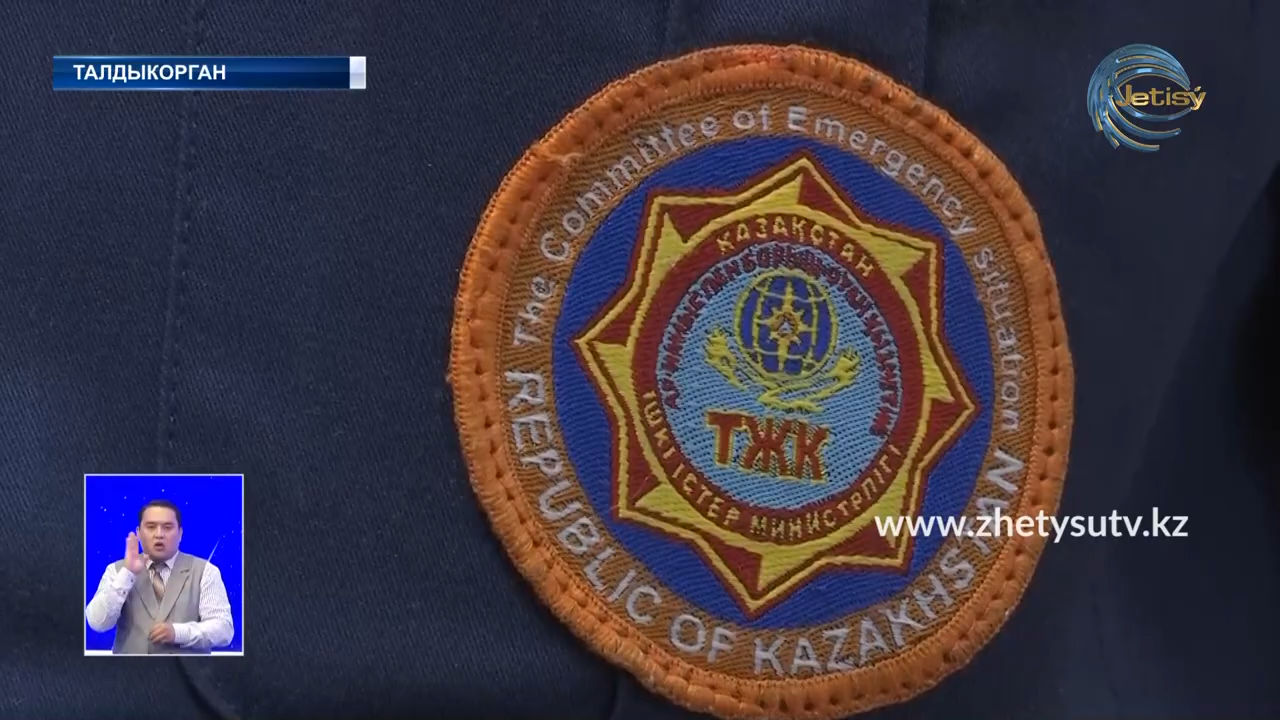 ТАЛДЫКОРГАН
Jetisý
The Committee of Emergency situation
REPUBLIC OF KAZAKHSTAN
ҚАЗАҚСТАН
ІШКІ ІСТЕР МИНИСТРЛІГІ
ТЖК
www.zhetysutv.kz